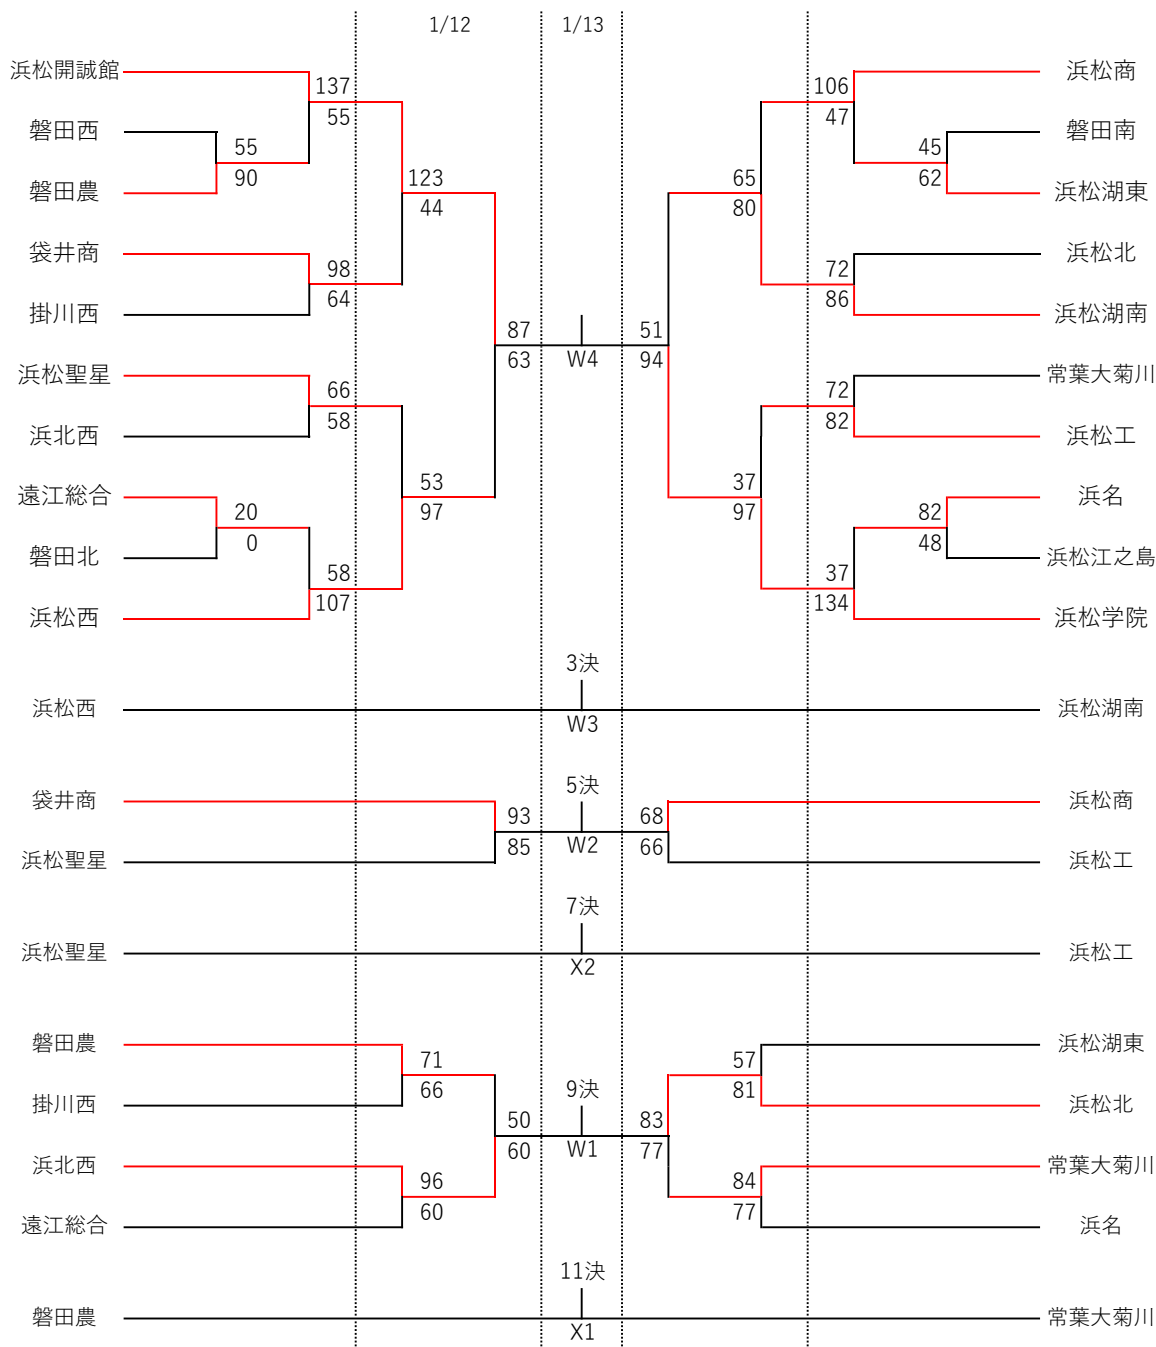 1/12 1/13
浜松開誠館 137 106 浜松商
55 47
磐田西 55 45 磐田南
磐田農 90 123 65 62 浜松湖東
44 80
袋井商 98 72 浜松北
掛川西 64 86 浜松湖南
87 51
63 W4 94
浜松聖星 66 72 常葉大菊川
浜北西 58 82 浜松工
53 37
遠江総合 20 97 97 82 浜名
磐田北 0 48 浜松江之島
58 37
浜松西 107 134 浜松学院
3決
浜松西 浜松湖南
W3
5決
袋井商 93 68 浜松商
浜松聖星 85 W2 66 浜松工
7決
浜松聖星 浜松工
X2
磐田農 71 57 浜松湖東
掛川西 66 9決 81 浜松北
50 83
60 W1 77
浜北西 96 84 常葉大菊川
遠江総合 60 77 浜名
11決
磐田農 常葉大菊川
X1